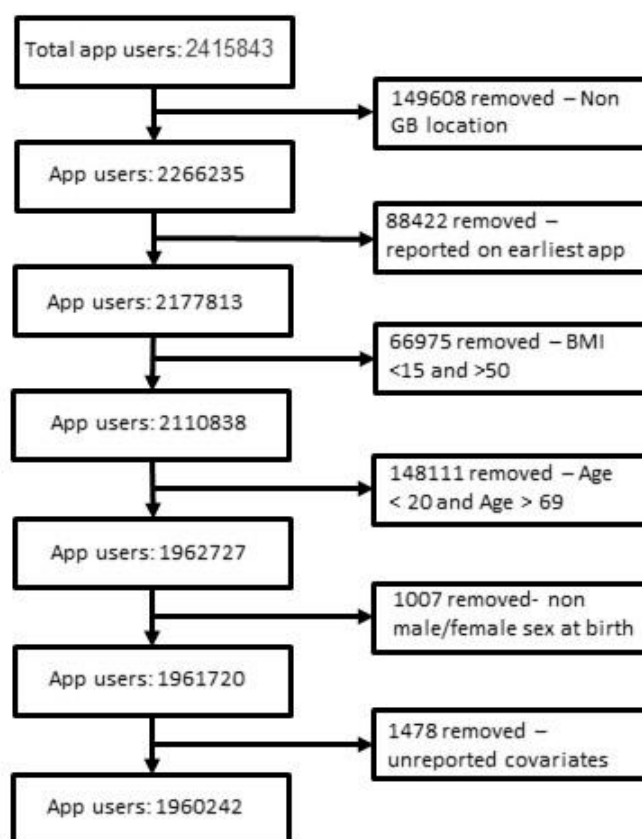 Total app users: 2415843
149608 removed – Non
GB location
App users: 2266235
88422 removed –
reported on earliest app
App users: 2177813
66975 removed – BMI
<15 and >50
App users: 2110838
148111 removed – Age
< 20 and Age > 69
App users: 1962727
1007 removed- non
male/female sex at birth
App users: 1961720
1478 removed –
unreported covariates
App users: 1960242